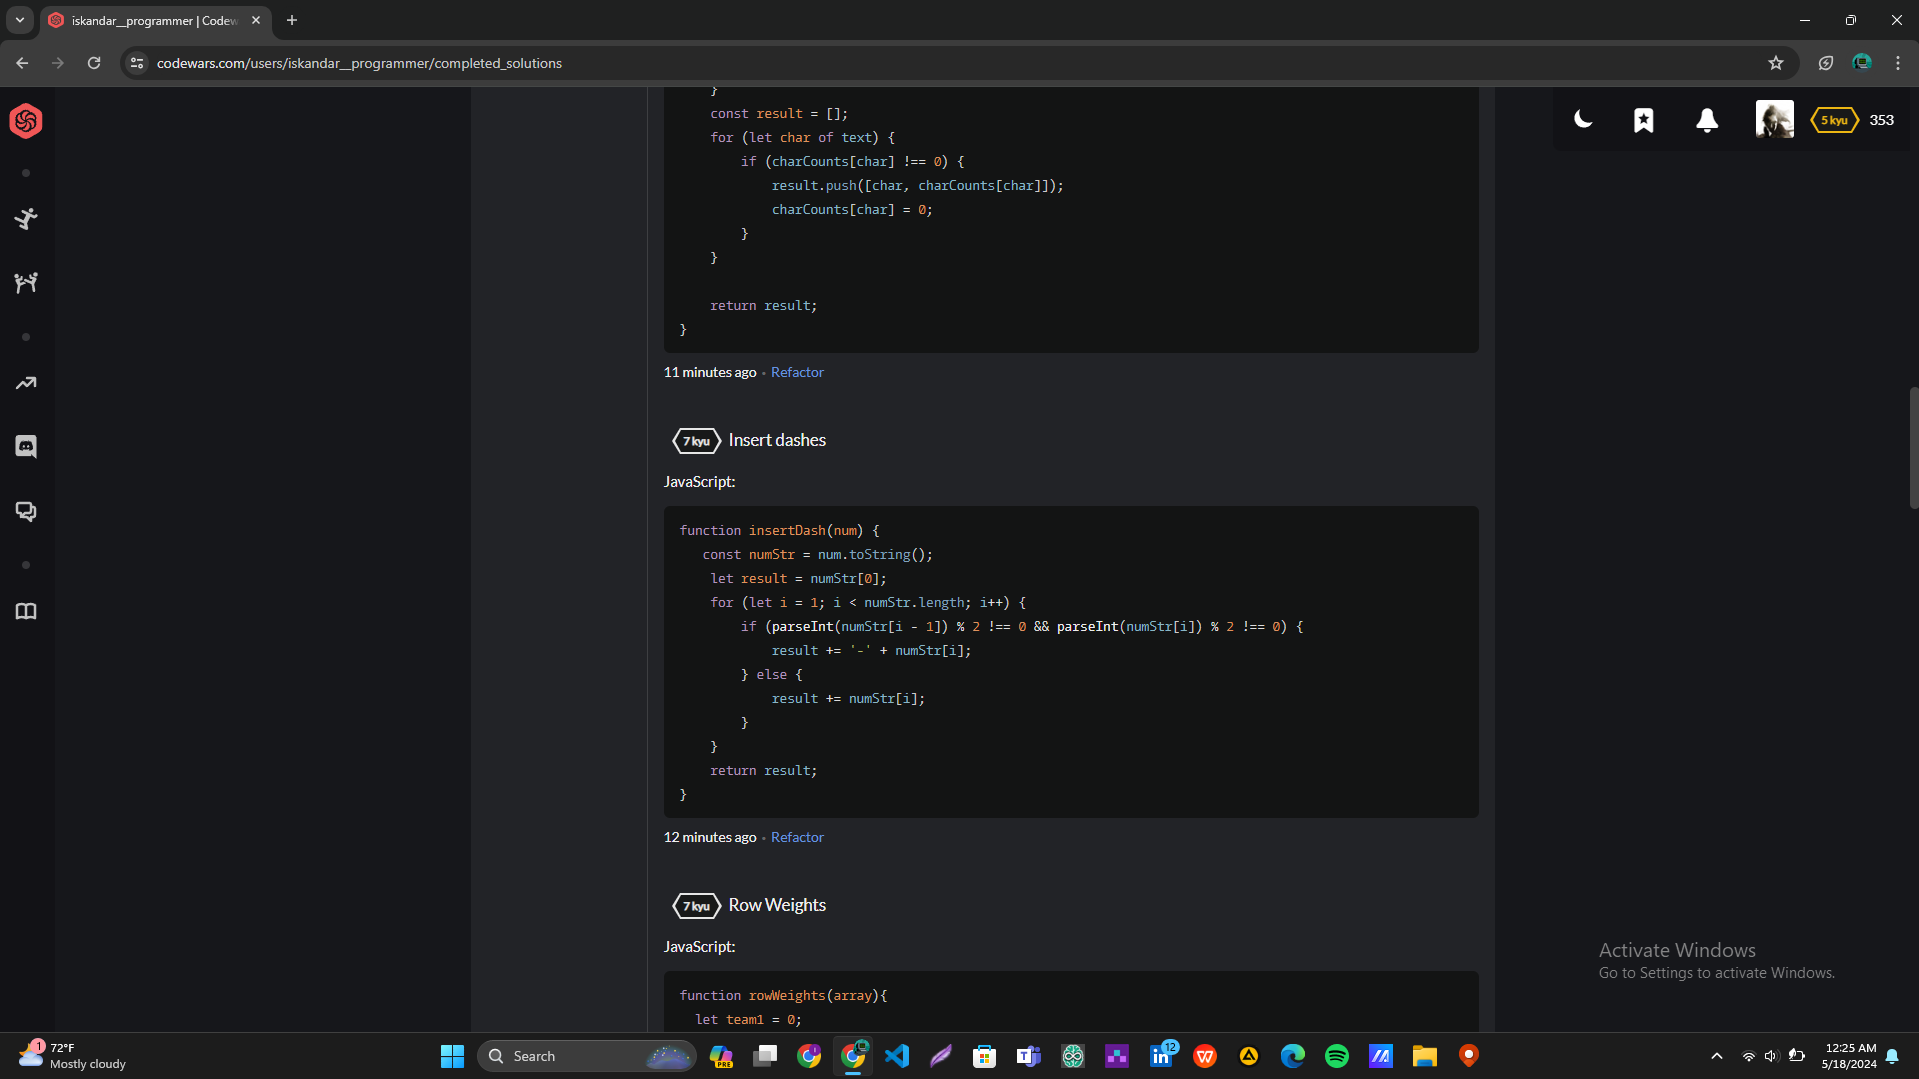 iskandar__programmer | Codew
codewars.com/users/iskandar__programmer/completed_solutions
5 kyu
353
}
const result = [];
for (let char of text) {
if (charCounts[char] !== 0) {
result.push([char, charCounts[char]]);
charCounts[char] = 0;
}
}
return result;
}
11 minutes ago • Refactor
7 kyu Insert dashes
JavaScript:
function insertDash(num) {
const numStr = num.toString();
let result = numStr[0];
for (let i = 1; i < numStr.length; i++) {
if (parseInt(numStr[i - 1]) % 2 !== 0 && parseInt(numStr[i]) % 2 !== 0) {
result += '-' + numStr[i];
} else {
result += numStr[i];
}
}
return result;
}
12 minutes ago • Refactor
7 kyu Row Weights
JavaScript:
function rowWeights(array){
let team1 = 0;
Activate Windows
Go to Settings to activate Windows.
1
72°F
Mostly cloudy
Search
PRE
12
12:25 AM
5/18/2024